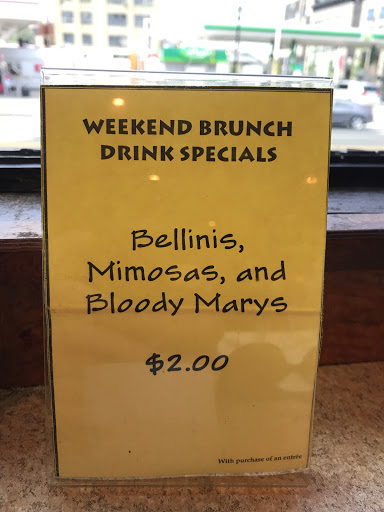 WEEKEND BRUNCH
DRINK SPECIALS
Bellinis,
Mimosas, and
Bloody Marys
$2.00
With purchase of an entrée